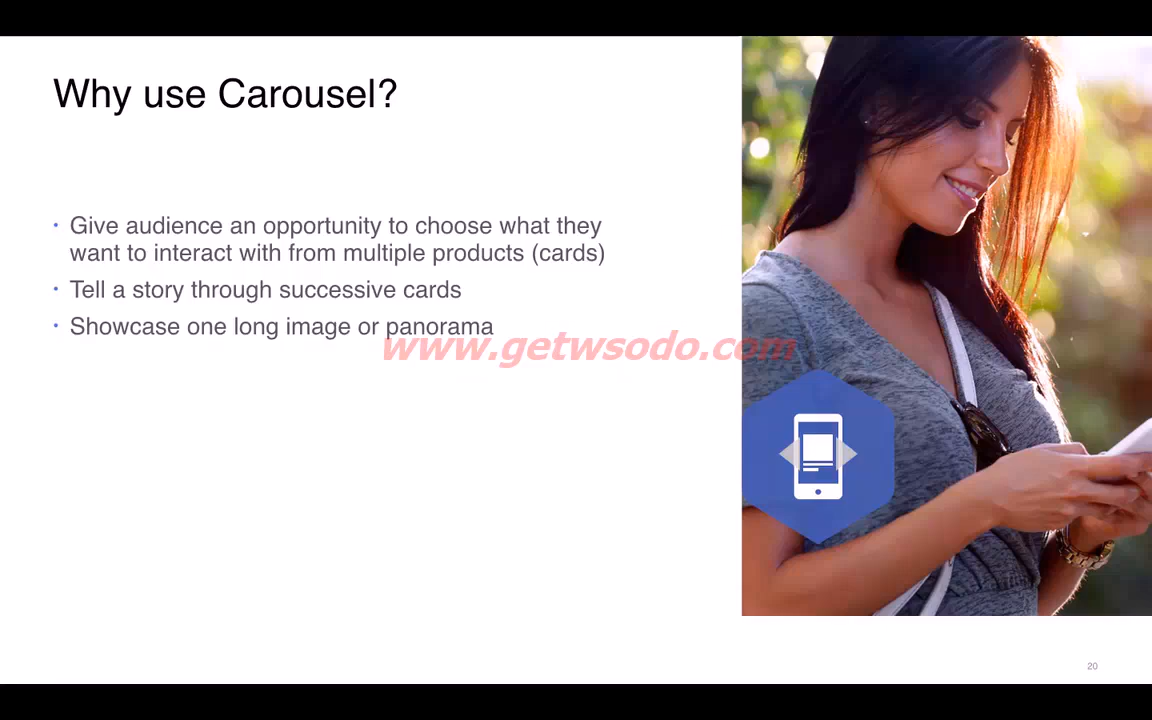 Why use Carousel?
• Give audience an opportunity to choose what they
want to interact with from multiple products (cards)
• Tell a story through successive cards
• Showcase one long image or panorama
www.getwsodo.com
20